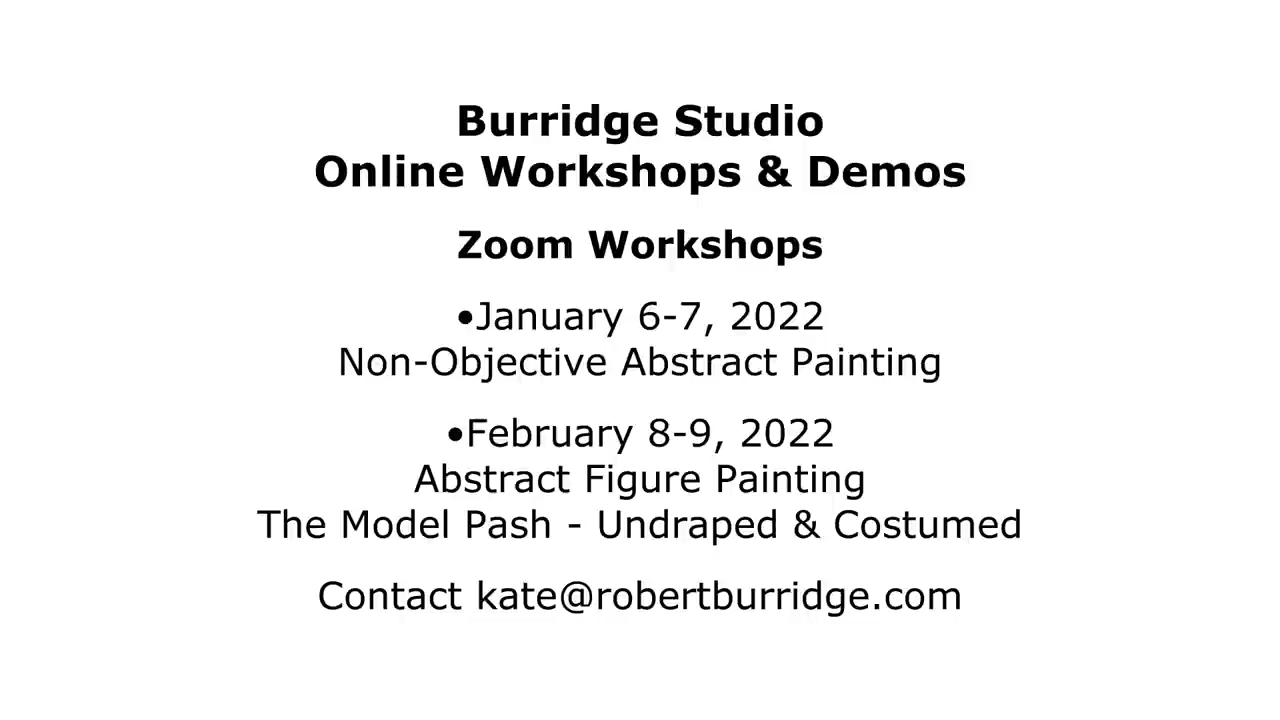 Burridge Studio
Online Workshops & Demos
Zoom Workshops
•January 6-7, 2022
Non-Objective Abstract Painting
•February 8-9, 2022
Abstract Figure Painting
The Model Pash - Undraped & Costumed
Contact kate@robertburridge.com